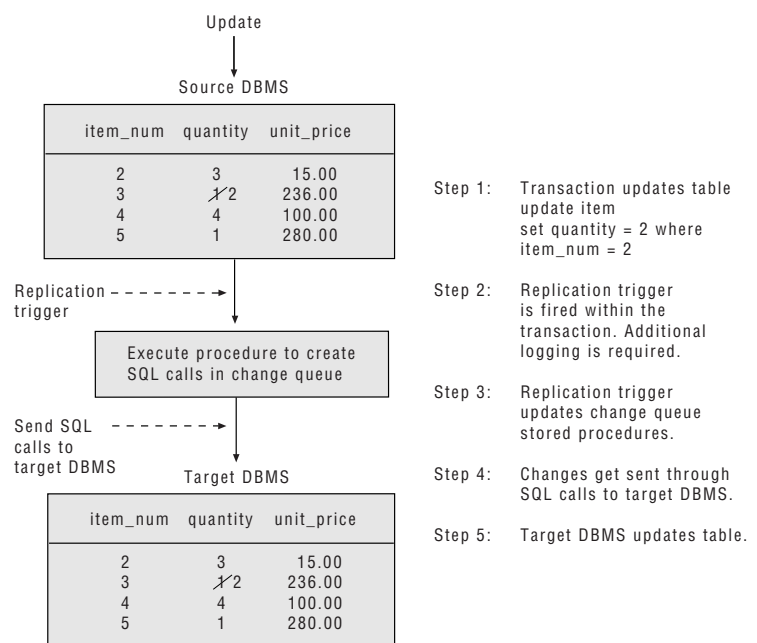 Update
Source DBMS
item_num quantity unit_price
2 3 15.00
3 1 2 236.00
4 4 100.00
5 1 280.00
Replication
trigger
Execute procedure to create
SQL calls in change queue
Send SQL
calls to
target DBMS
Target DBMS
item_num quantity unit_price
2 3 15.00
3 1 2 236.00
4 4 100.00
5 1 280.00
Step 1: Transaction updates table
update item
set quantity = 2 where
item_num = 2
Step 2: Replication trigger
is fired within the
transaction. Additional
logging is required.
Step 3: Replication trigger
updates change queue
stored procedures.
Step 4: Changes get sent through
SQL calls to target DBMS.
Step 5: Target DBMS updates table.